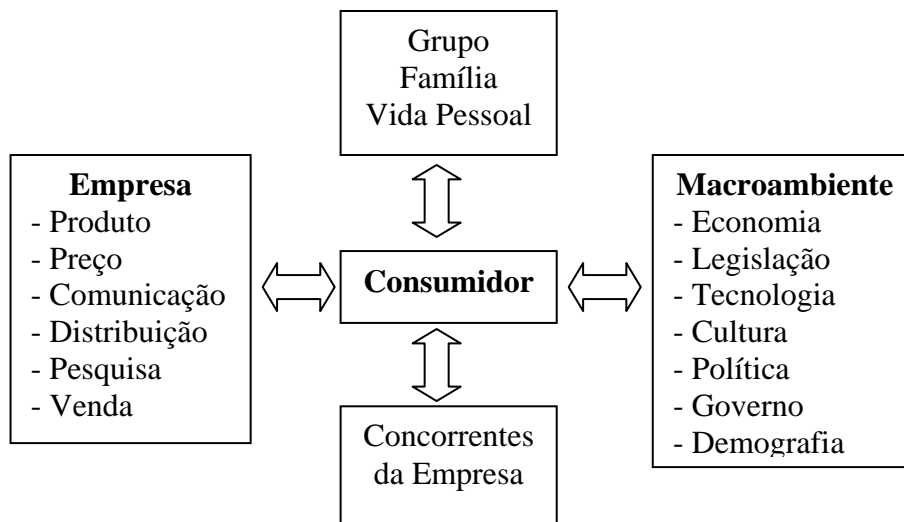 Grupo
Família
Vida Pessoal
Empresa
- Produto
- Preço
- Comunicação
- Distribuição
- Pesquisa
- Venda
Consumidor
Macroambiente
- Economia
- Legislação
- Tecnologia
- Cultura
- Política
- Governo
- Demografia
Concorrentes
da Empresa